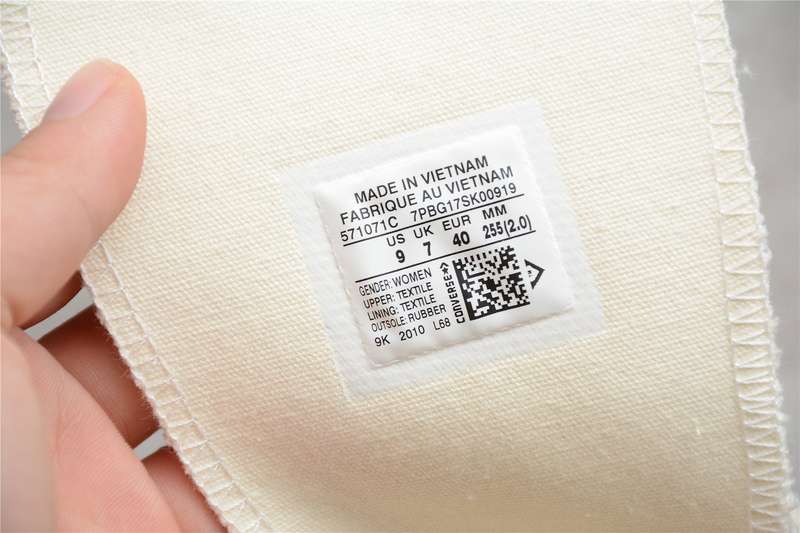 MADE IN VIETNAM
FABRIQUE AU VIETNAM
571071C 7PBG17SK00919
US UK EUR MM
9 7 40 255(2.0)
GENDER: WOMEN
UPPER: TEXTILE
LINING: TEXTILE
OUTSOLE: RUBBER
9K 2010 L68
CONVERSE